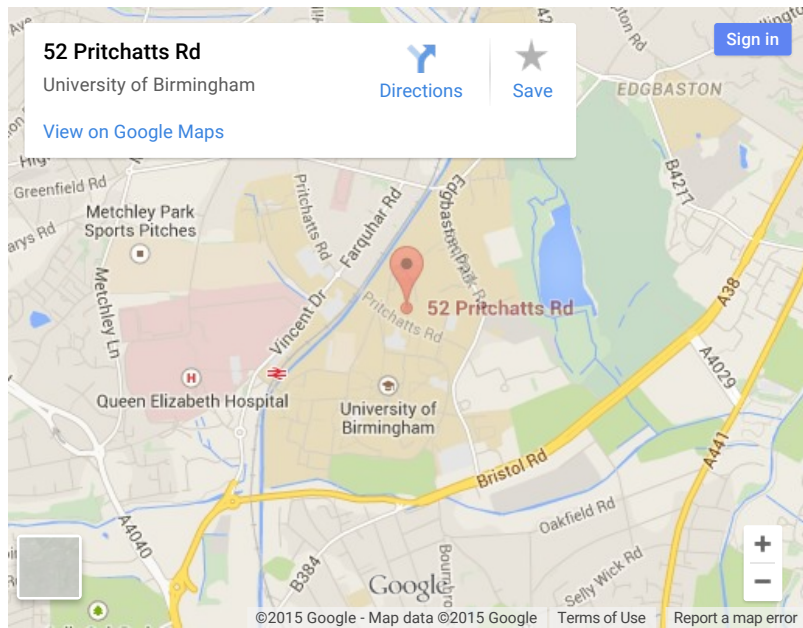 52 Pritchatts Rd
University of Birmingham
View on Google Maps
Directions
Save
Sign in
Ave
EDGBASTON
B4217
Greenfield Rd
Metchley Park
Sports Pitches
Pritchatts Rd
Farquhar Rd
Edgbaston Park Rd
Metchley Ln
Vincent Dr
52 Pritchatts Rd
Pritchatts Rd
A38
A4029
H
Queen Elizabeth Hospital
University of
Birmingham
Bristol Rd
A441
A4040
Oakfield Rd
B384
Selly Wick Rd
Google
+
−
©2015 Google - Map data ©2015 Google
Terms of Use
Report a map error